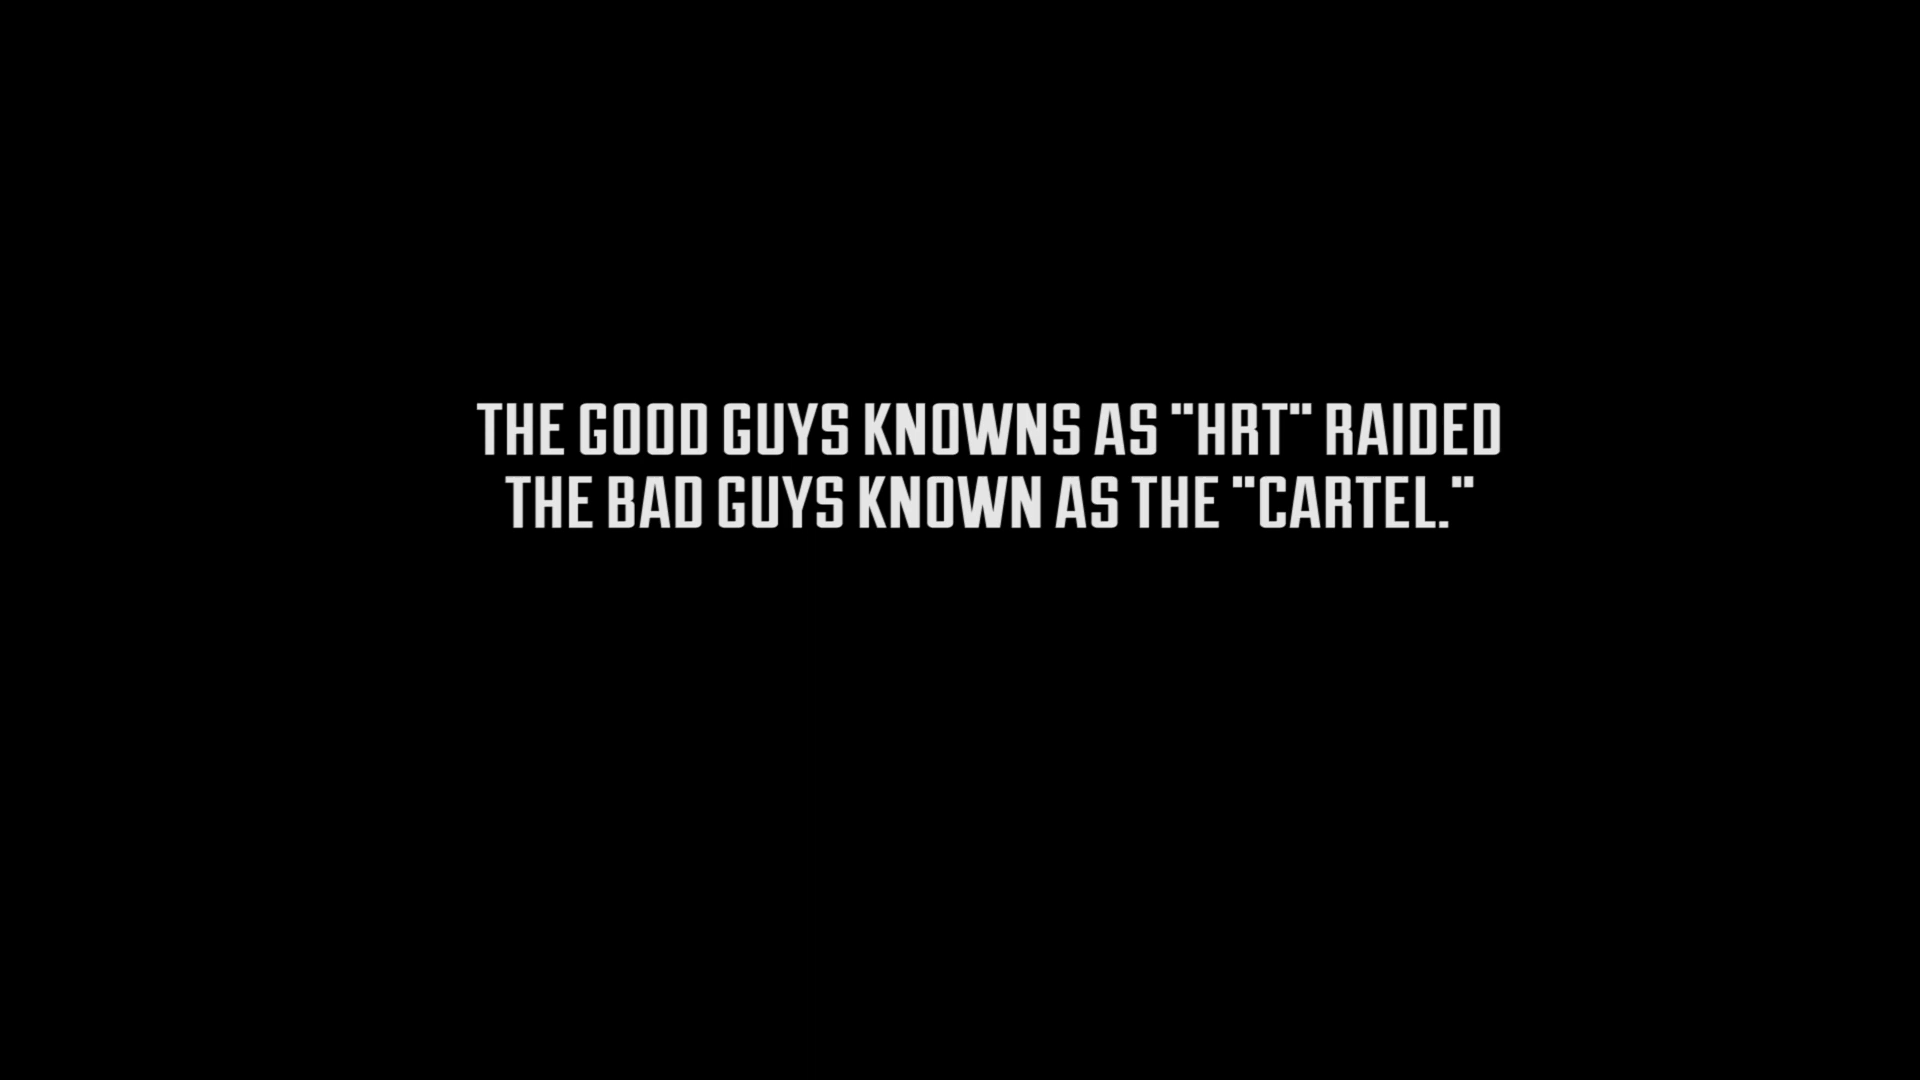 THE GOOD GUYS KNOWNS AS "HRT" RAIDED
THE BAD GUYS KNOWN AS THE "CARTEL."